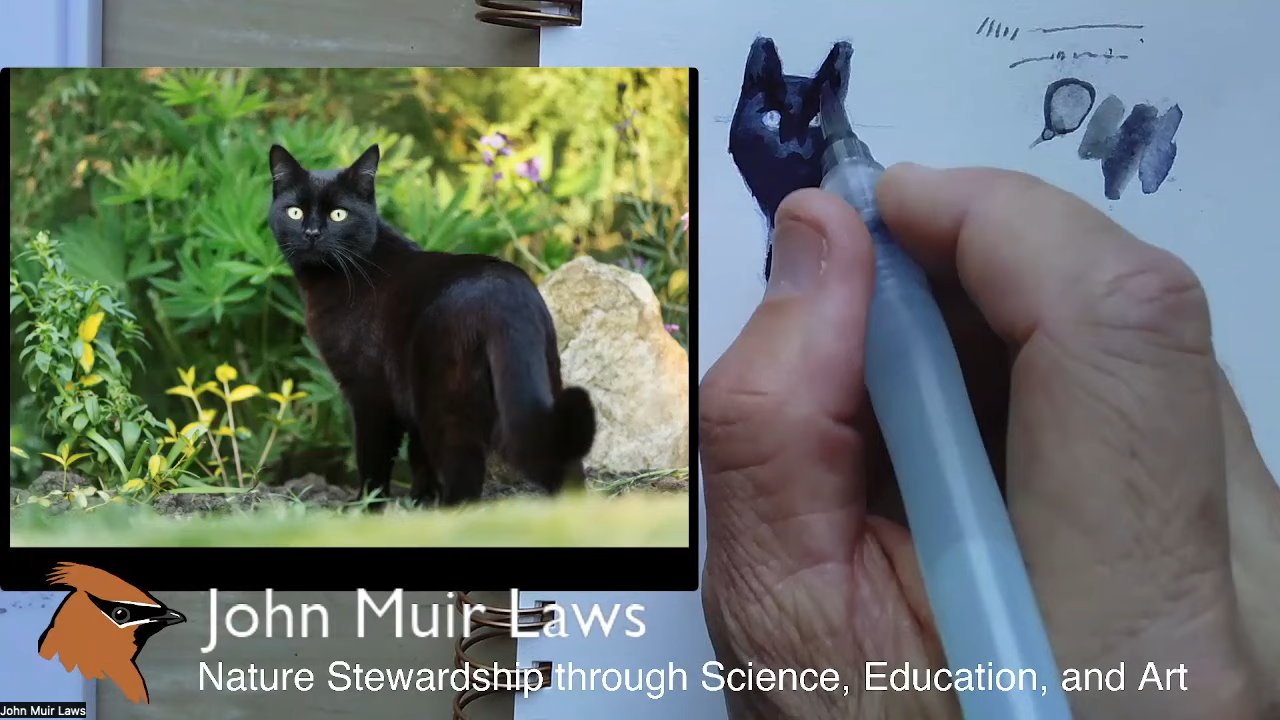 John Muir Laws
Nature Stewardship through Science, Education, and Art
John Muir Laws